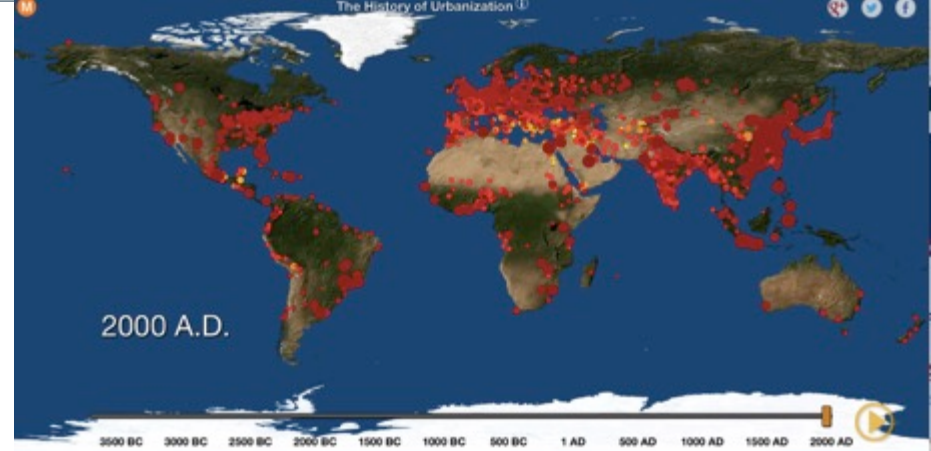 M
The History of Urbanization i
g+ f
2000 A.D.
3500 BC 3000 BC 2500 BC 2000 BC 1500 BC 1000 BC 500 BC 1 AD 500 AD 1000 AD 1500 AD 2000 AD